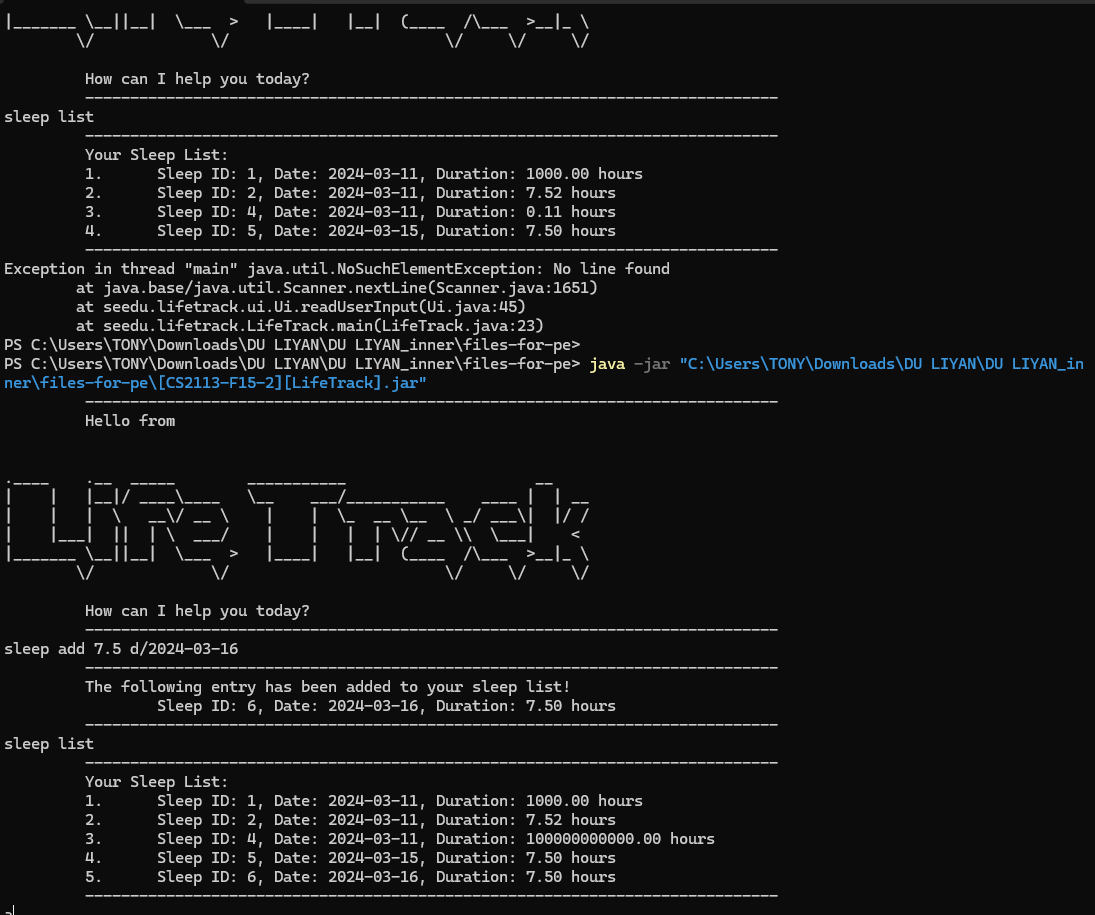 |_______ \__||__|  \___  >   |____|   |__|  (____  /\___  >__|_ \
        \/             \/                        \/     \/     \/
How can I help you today?
_____________________________________________________________________________
sleep list
_____________________________________________________________________________
Your Sleep List:
1.      Sleep ID: 1, Date: 2024-03-11, Duration: 1000.00 hours
2.      Sleep ID: 2, Date: 2024-03-11, Duration: 7.52 hours
3.      Sleep ID: 4, Date: 2024-03-11, Duration: 0.11 hours
4.      Sleep ID: 5, Date: 2024-03-15, Duration: 7.50 hours
_____________________________________________________________________________
Exception in thread "main" java.util.NoSuchElementException: No line found
        at java.base/java.util.Scanner.nextLine(Scanner.java:1651)
        at seedu.lifetrack.ui.Ui.readUserInput(Ui.java:45)
        at seedu.lifetrack.LifeTrack.main(LifeTrack.java:23)
PS C:\Users\TONY\Downloads\DU LIYAN\DU LIYAN_inner\files-for-pe>
PS C:\Users\TONY\Downloads\DU LIYAN\DU LIYAN_inner\files-for-pe> java -jar "C:\Users\TONY\Downloads\DU LIYAN\DU LIYAN_in
ner\files-for-pe\[CS2113-F15-2][LifeTrack].jar"
_____________________________________________________________________________
Hello from
.____    .__  _____       ___________                     __
|    |   |__|/ ____\____  \__    ___/___________    ____ |  | __
|    |   |  \   __\/ __ \    |    |  \_  __ \__  \ _/ ___\|  |/ /
|    |___|  ||  | \  ___/    |    |   |  | \// __ \\  \___|    <
|_______ \__||__|  \___  >   |____|   |__|  (____  /\___  >__|_ \
        \/             \/                        \/     \/     \/
How can I help you today?
_____________________________________________________________________________
sleep add 7.5 d/2024-03-16
_____________________________________________________________________________
The following entry has been added to your sleep list!
        Sleep ID: 6, Date: 2024-03-16, Duration: 7.50 hours
_____________________________________________________________________________
sleep list
_____________________________________________________________________________
Your Sleep List:
1.      Sleep ID: 1, Date: 2024-03-11, Duration: 1000.00 hours
2.      Sleep ID: 2, Date: 2024-03-11, Duration: 7.52 hours
3.      Sleep ID: 4, Date: 2024-03-11, Duration: 100000000000.00 hours
4.      Sleep ID: 5, Date: 2024-03-15, Duration: 7.50 hours
5.      Sleep ID: 6, Date: 2024-03-16, Duration: 7.50 hours
_____________________________________________________________________________